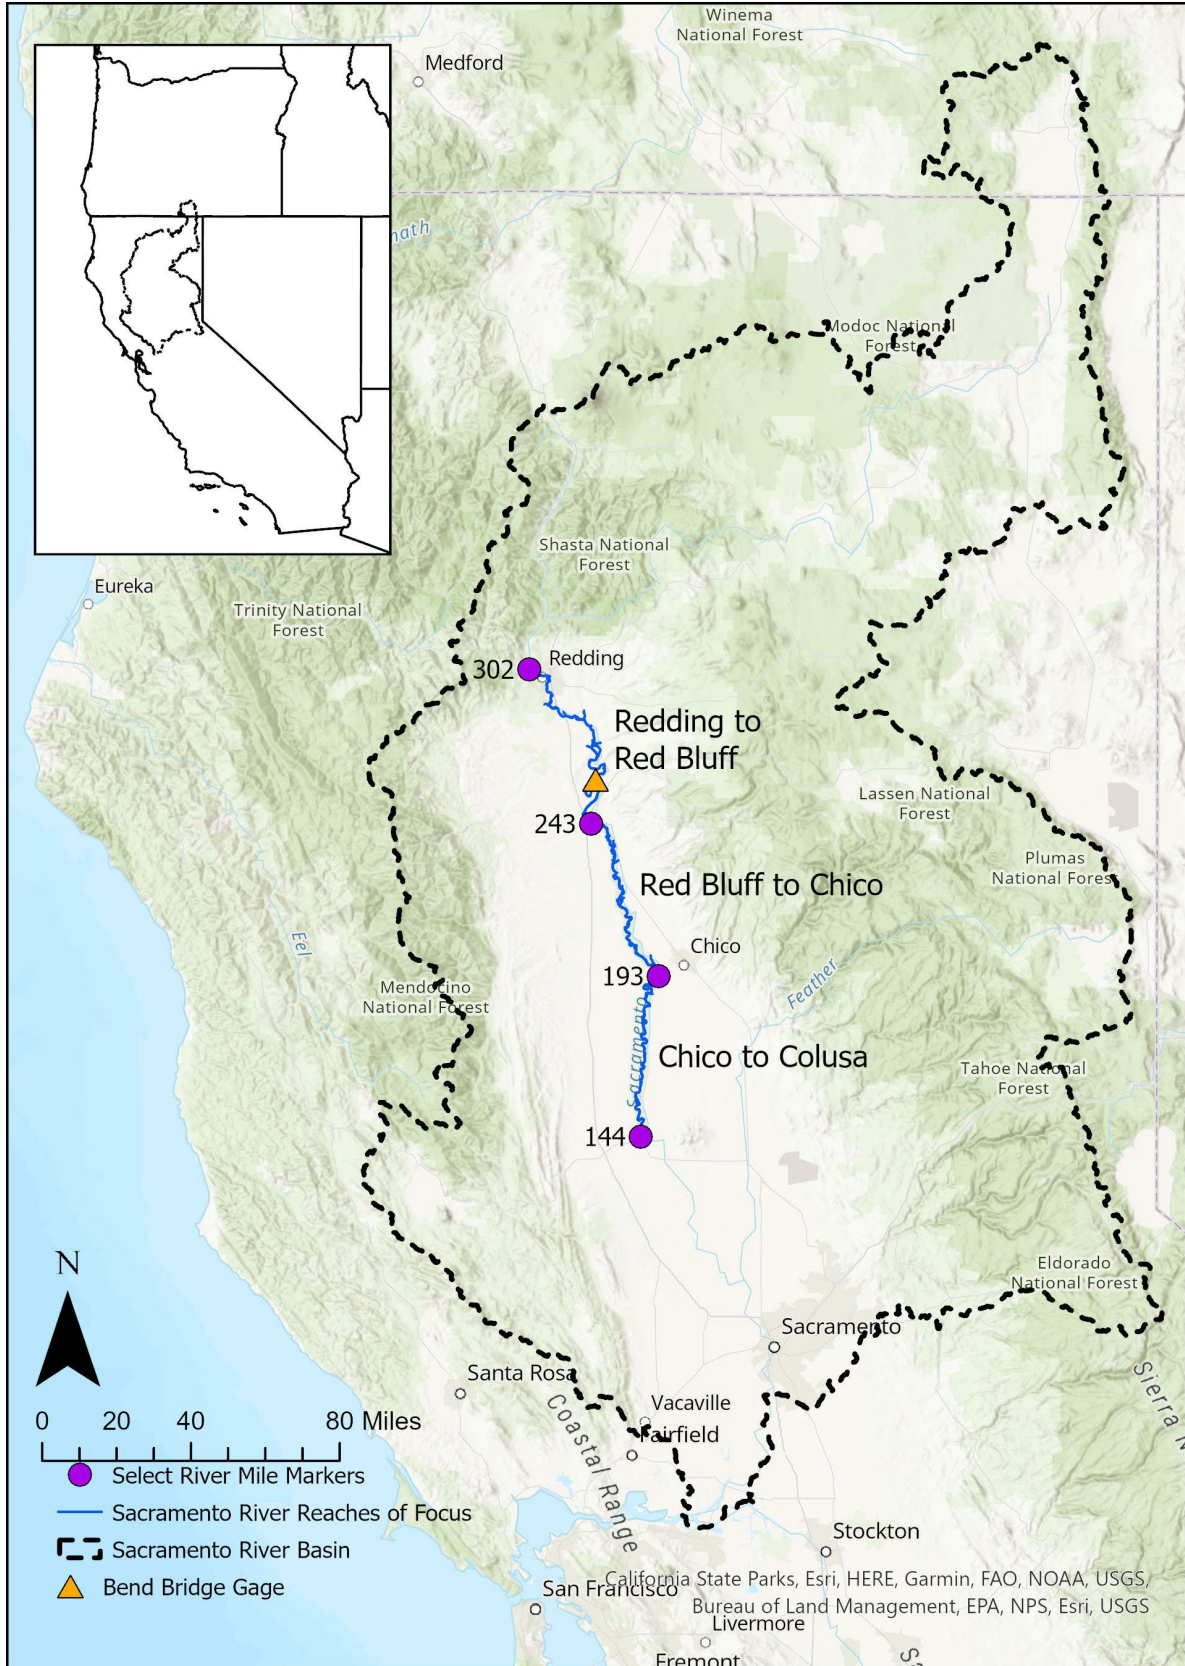 Winema
National Forest
Medford
math
Modoc National
Forest
Shasta National
Forest
Eureka
Trinity National
Forest
302
Redding
Redding to
Red Bluff
Lassen National
Forest
243
Plumas
National Forest
Red Bluff to Chico
Eel
Chico
193
Feather
Mendocino
National Forest
Sacramento
Chico to Colusa
Tahoe National
Forest
144
N
Eldorado
National Forest
Sacramento
Santa Rosa
Sierra N
Vacaville
Fairfield
Coastal Range
0 20 40 80 Miles
Select River Mile Markers
Sacramento River Reaches of Focus
Sacramento River Basin
Bend Bridge Gage
Stockton
San Francisco
California State Parks, Esri, HERE, Garmin, FAO, NOAA, USGS,
Bureau of Land Management, EPA, NPS, Esri, USGS
Livermore
Fremont